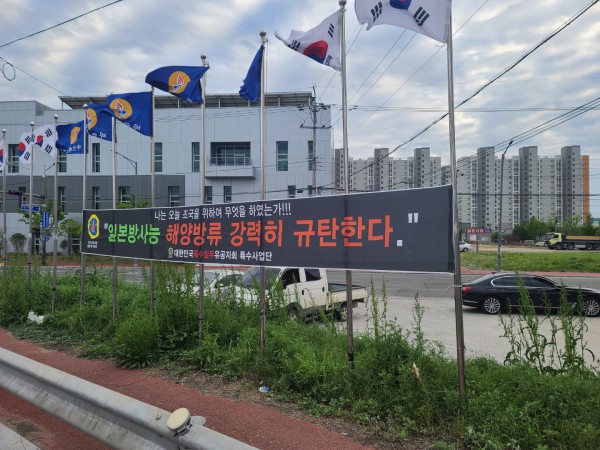 나는 오늘 조국을 위하여 무엇을 하였는가!!!
"일본방사능 해양방류 강력히 규탄한다."
대한민국특수임무유공자회 특수사업단